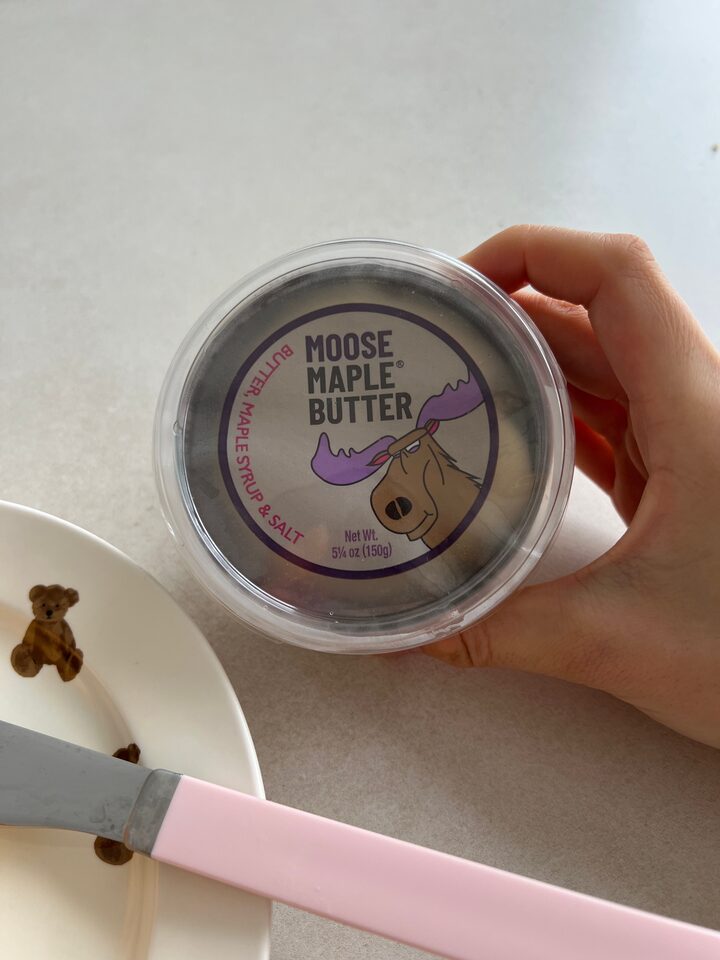 MOOSE
MAPLE®
BUTTER
BUTTER, MAPLE SYRUP & SALT
Net Wt.
5¼ oz (150g)